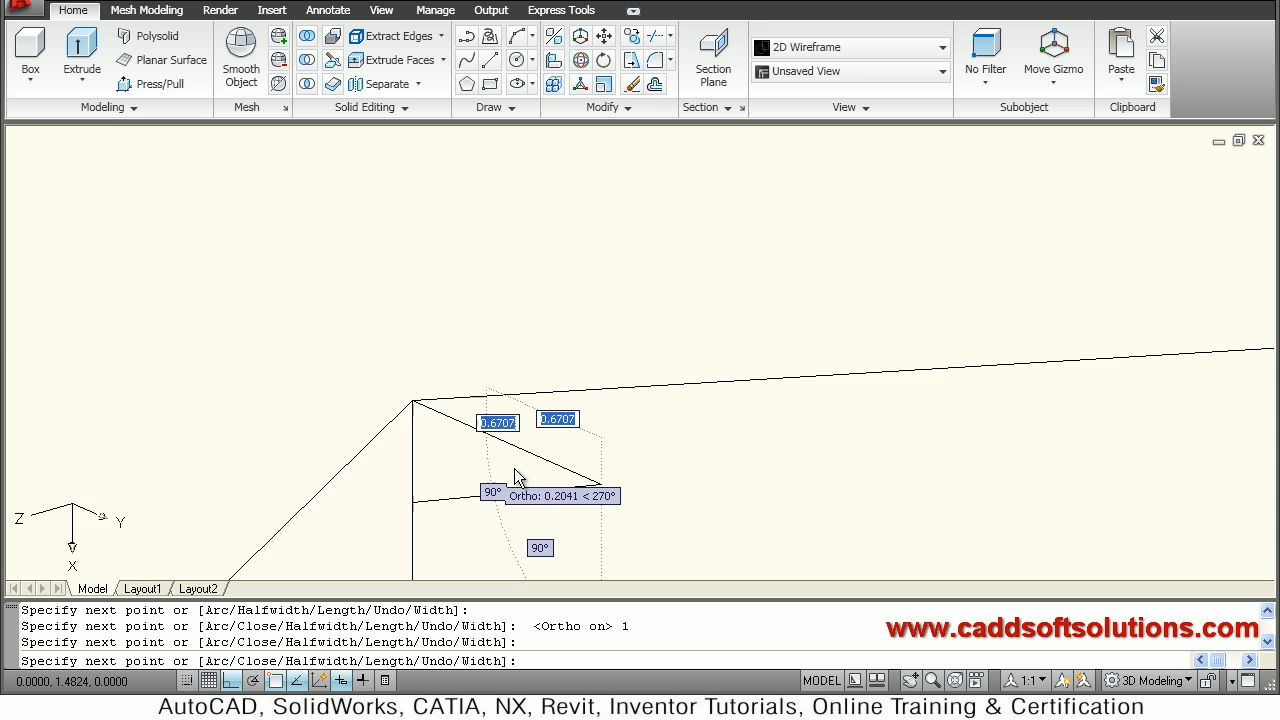 Home Mesh Modeling Render Insert Annotate View Manage Output Express Tools
Polysolid Extract Edges 2D Wireframe
Planar Surface Extrude Faces
Box Extrude Smooth Object Section Plane Unsaved View No Filter Move Gizmo Paste
Press/Pull Separate
Modeling Mesh Solid Editing Draw Modify Section View Subobject Clipboard
0.6707 0.6707
90° Ortho: 0.2041 < 270°
Z Y
90°
X
Model Layout1 Layout2
Specify next point or [Arc/Halfwidth/Length/Undo/Width]:
Specify next point or [Arc/Close/Halfwidth/Length/Undo/Width]: <Ortho on> 1
www.caddsoftsolutions.com
Specify next point or [Arc/Close/Halfwidth/Length/Undo/Width]:
Specify next point or [Arc/Close/Halfwidth/Length/Undo/Width]:
0.0000, 1.4824, 0.0000 MODEL 1:1 3D Modeling
AutoCAD, SolidWorks, CATIA, NX, Revit, Inventor Tutorials, Online Training & Certification